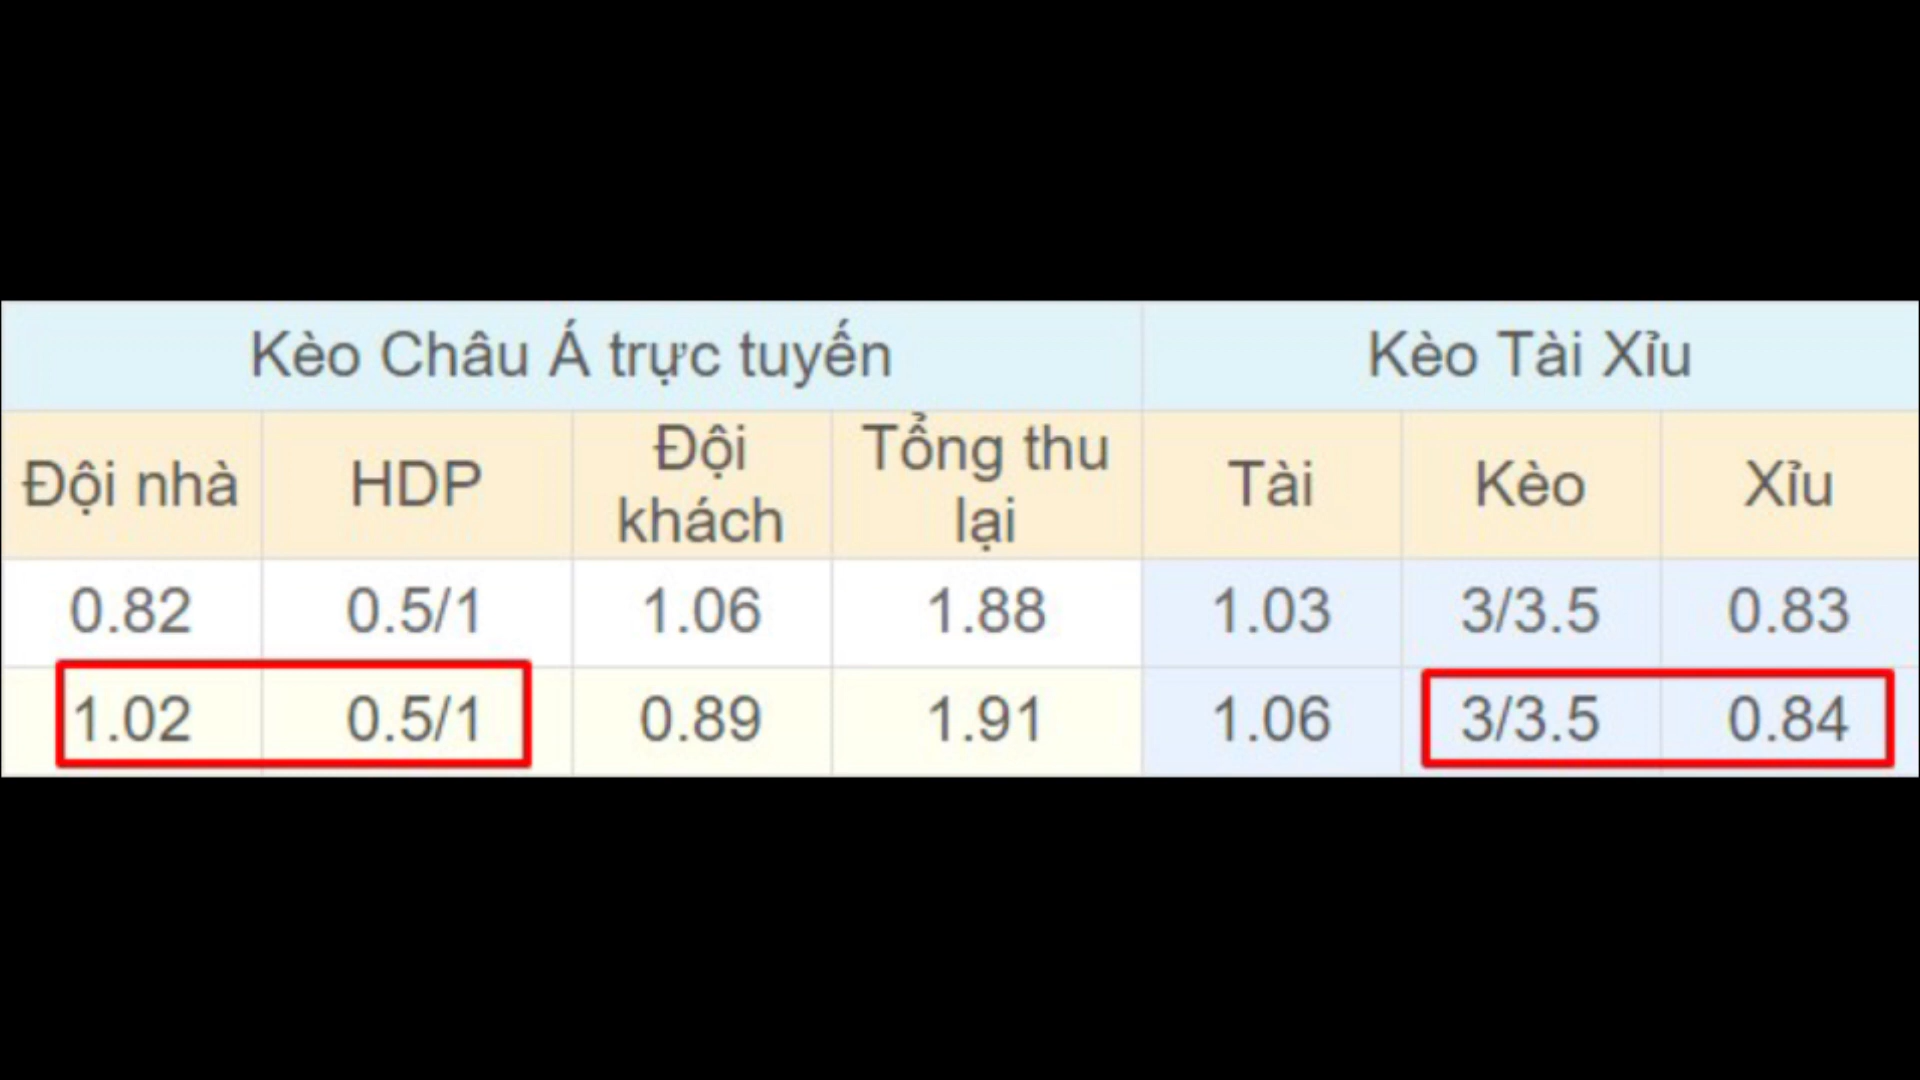 Kèo Châu Á trực tuyến Kèo Tài Xỉu
Đội nhà HDP Đội khách Tổng thu lại Tài Kèo Xỉu
0.82 0.5/1 1.06 1.88 1.03 3/3.5 0.83
1.02 0.5/1 0.89 1.91 1.06 3/3.5 0.84